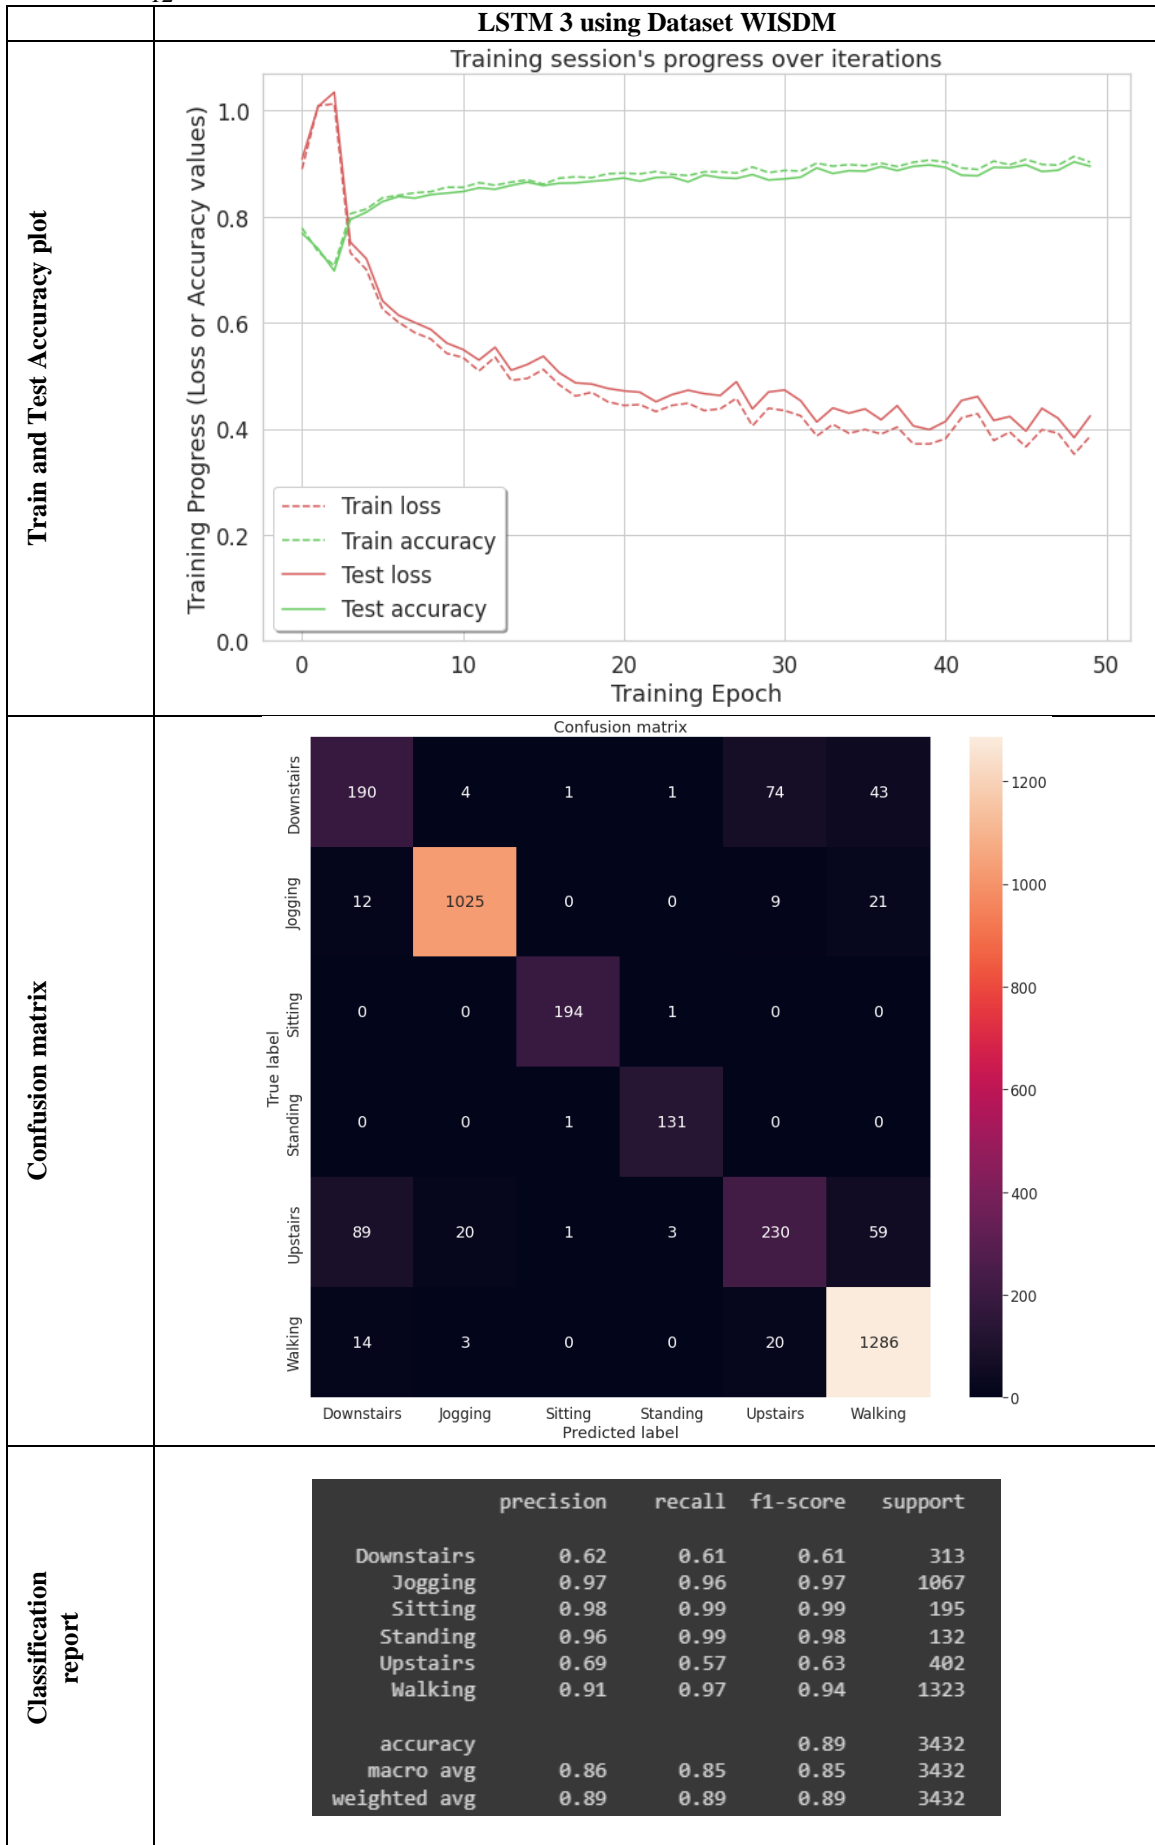 12
LSTM 3 using Dataset WISDM
Train and Test Accuracy plot
Training session's progress over iterations
Training Progress (Loss or Accuracy values)
1.0
0.8
0.6
0.4
0.2
0.0
Train loss
Train accuracy
Test loss
Test accuracy
0 10 20 30 40 50
Training Epoch
Confusion matrix
Confusion matrix
True label
Downstairs 190 4 1 1 74 43
Jogging 12 1025 0 0 9 21
Sitting 0 0 194 1 0 0
Standing 0 0 1 131 0 0
Upstairs 89 20 1 3 230 59
Walking 14 3 0 0 20 1286
Downstairs Jogging Sitting Standing Upstairs Walking
Predicted label
1200
1000
800
600
400
200
0
Classification
report
precision recall f1-score support
Downstairs 0.62 0.61 0.61 313
Jogging 0.97 0.96 0.97 1067
Sitting 0.98 0.99 0.99 195
Standing 0.96 0.99 0.98 132
Upstairs 0.69 0.57 0.63 402
Walking 0.91 0.97 0.94 1323
accuracy 0.89 3432
macro avg 0.86 0.85 0.85 3432
weighted avg 0.89 0.89 0.89 3432